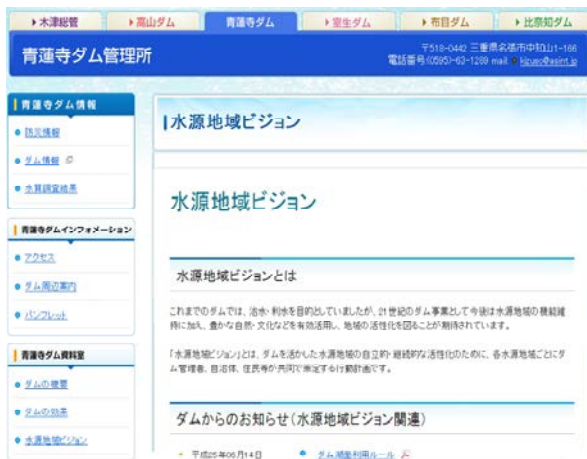 木津総管
高山ダム
青蓮寺ダム
室生ダム
布目ダム
比奈知ダム
青蓮寺ダム管理所
〒518-0442 三重県名張市中知山1-166
電話番号:(0595)-63-1289 mail:
青蓮寺ダム情報
防災情報
ダム情報
水質調査結果
青蓮寺ダムインフォメーション
アクセス
ダム周辺案内
パンフレット
青蓮寺ダム資料室
ダムの概要
ダムの効果
水源地域ビジョン
水源地域ビジョン
水源地域ビジョン
水源地域ビジョンとは
これまでのダムでは、治水・利水を目的としていましたが、21世紀のダム事業として今後は水源地域の機能維
持に加え、豊かな自然・文化などを有効活用し、地域の活性化を図ることが期待されています。
「水源地域ビジョン」とは、ダムを活かした水源地域の自立的・継続的な活性化のために、各水源地域ごとにダ
ム管理者、自治体、住民等が共同で策定する行動計画です。
ダムからのお知らせ(水源地域ビジョン関連)
平成25年06月14日
ダム湖面利用ルール